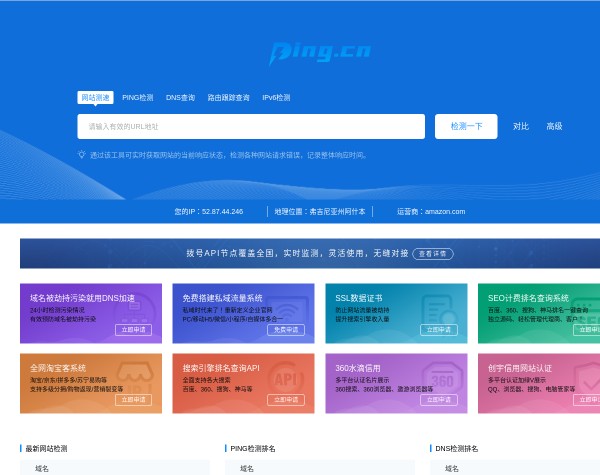 Ping.cn
网站测速 PING检测 DNS查询 路由跟踪查询 IPv6检测
请输入有效的URL地址 检测一下 对比 高级
通过该工具可实时获取网站的当前响应状态，检测各种网站请求错误，记录整体响应时间。
您的IP：52.87.44.246 地理位置：弗吉尼亚州阿什本 运营商：amazon.com
拨号API节点覆盖全国，实时监测，灵活使用，无缝对接 查看详情
域名被劫持污染就用DNS加速
24小时检测污染情况
有效预防域名被劫持污染
立即申请
免费搭建私域流量系统
私域时代来了！重新定义企业官网
PC/移动H5/微信/小程序/自媒体多合一
免费申请
SSL数据证书
防止网站流量被劫持
提升搜索引擎收入量
立即申请
SEO计费排名查询系统
百度、360、搜狗、神马排名一键查询
独立源码、轻松管理代理商、客户
立即申
全网淘宝客系统
淘宝/京东/拼多多/苏宁易购等
支持多级分佣/购物返现/营销裂变等
立即申请
搜索引擎排名查询API
全面支持各大搜索
百度、360、搜狗、神马等
API
立即申请
360水滴信用
多平台认证名片展示
360搜索、360浏览器、遨游浏览器等
360
立即申请
创宇信用网站认证
多平台认证加绿V展示
QQ、浏览器、搜狗、电脑管家等
立即申
最新网站检测 PING检测排名 DNS检测排名
域名 域名 域名